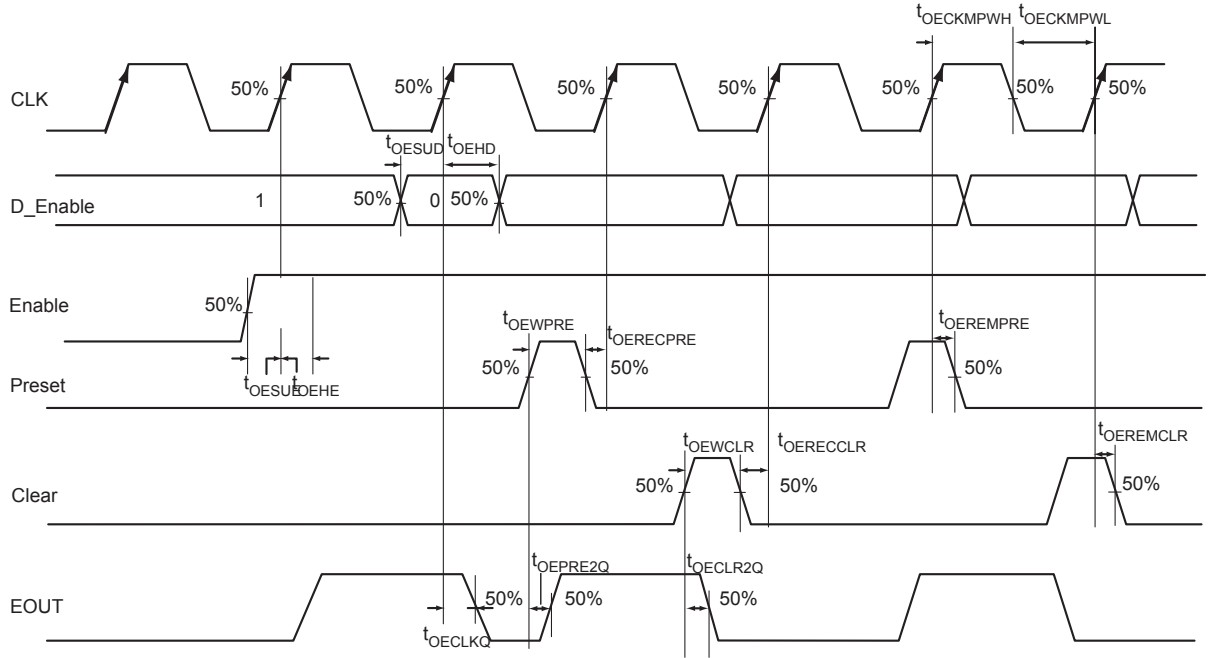 tOECKMPWH tOECKMPWL
CLK 50% 50% 50% 50% 50% 50% 50%
tOESUD tOEHD
D_Enable 1 50% 0 50%
Enable 50%
tOEWPRE tOERECPRE tOEREMPRE
Preset 50% 50% 50%
tOESUE tOEHE
tOEWCLR tOERECCLR tOEREMCLR
Clear 50% 50% 50%
tOEPRE2Q tOECLR2Q
EOUT 50% 50% 50%
tOECLKQ